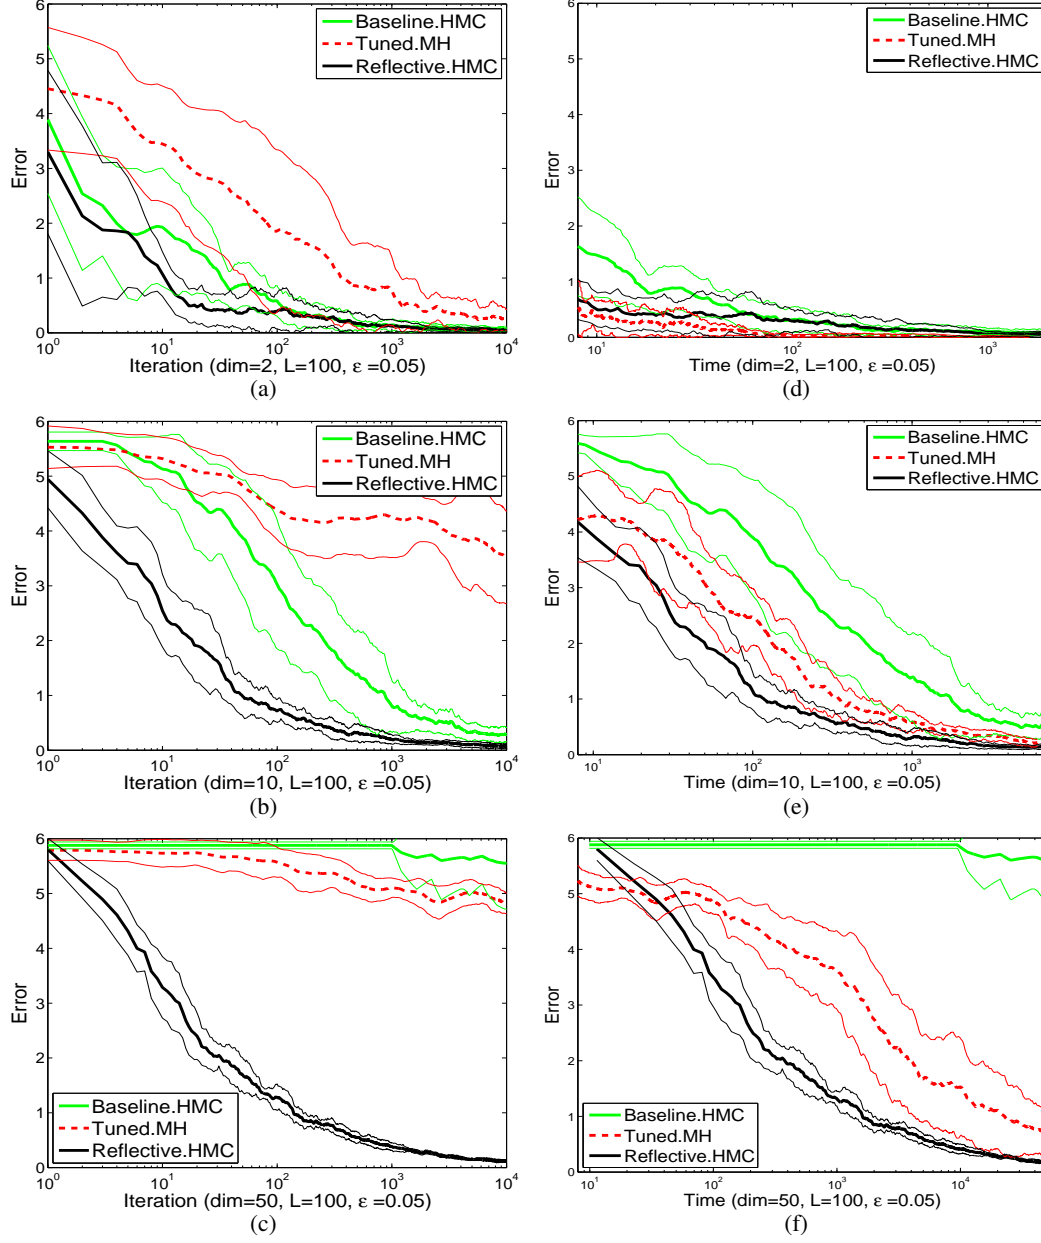 6
5
4
3
2
1
0
Error
Baseline.HMC
Tuned.MH
Reflective.HMC
10^0
10^1
10^2
10^3
10^4
Iteration (dim=2, L=100, ε =0.05)
(a)
6
5
4
3
2
1
0
Error
Baseline.HMC
Tuned.MH
Reflective.HMC
10^1
10^2
10^3
Time (dim=2, L=100, ε =0.05)
(d)
6
5
4
3
2
1
0
Error
Baseline.HMC
Tuned.MH
Reflective.HMC
10^0
10^1
10^2
10^3
10^4
Iteration (dim=10, L=100, ε =0.05)
(b)
6
5
4
3
2
1
0
Error
Baseline.HMC
Tuned.MH
Reflective.HMC
10^1
10^2
10^3
Time (dim=10, L=100, ε =0.05)
(e)
6
5
4
3
2
1
0
Error
Baseline.HMC
Tuned.MH
Reflective.HMC
10^0
10^1
10^2
10^3
10^4
Iteration (dim=50, L=100, ε =0.05)
(c)
6
5
4
3
2
1
0
Error
Baseline.HMC
Tuned.MH
Reflective.HMC
10^1
10^2
10^3
10^4
Time (dim=50, L=100, ε =0.05)
(f)